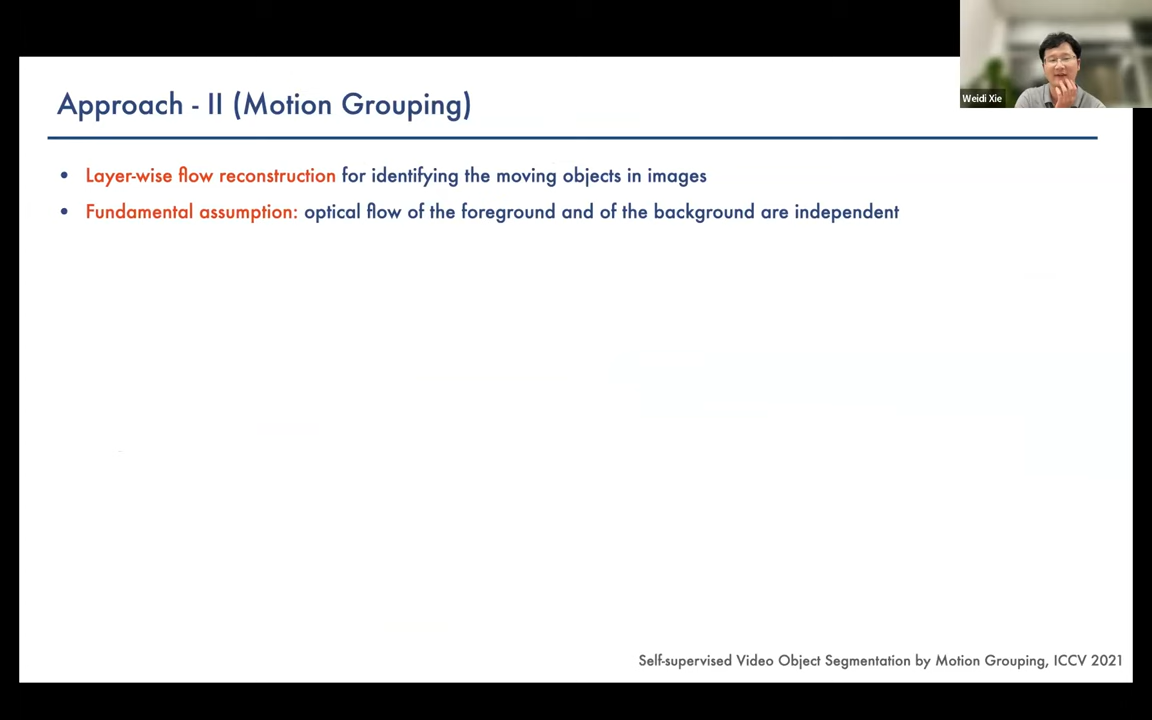 Weidi Xie
Approach - II (Motion Grouping)
• Layer-wise flow reconstruction for identifying the moving objects in images
• Fundamental assumption: optical flow of the foreground and of the background are independent
Self-supervised Video Object Segmentation by Motion Grouping, ICCV 2021